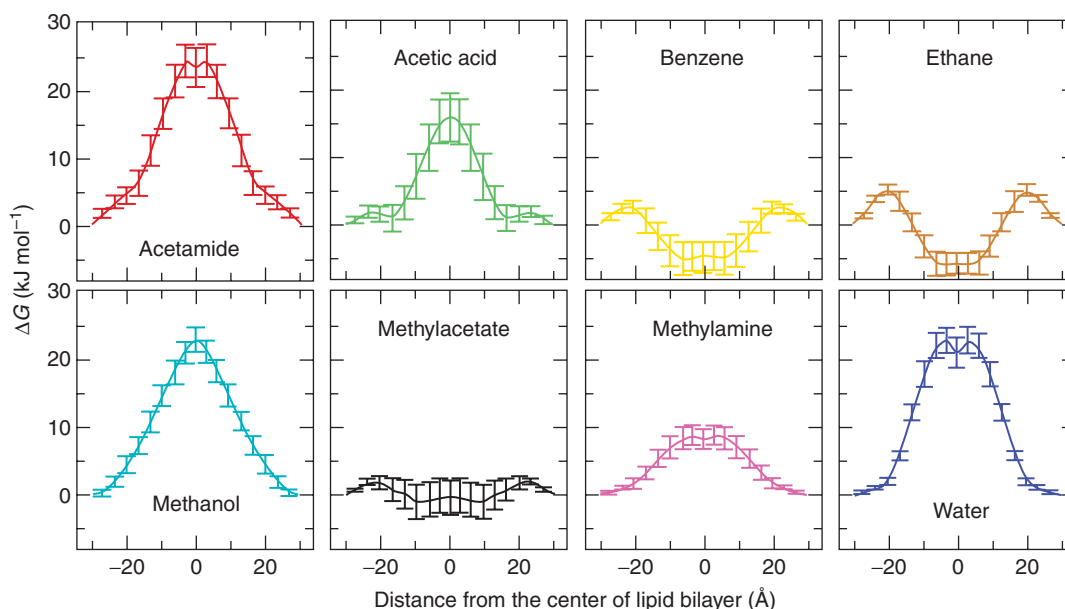 30
20
10
0
Acetamide
Acetic acid
Benzene
Ethane
ΔG (kJ mol⁻¹)
30
20
10
0
Methanol
Methylacetate
Methylamine
Water
−20 0 20
−20 0 20
−20 0 20
−20 0 20
Distance from the center of lipid bilayer (Å)